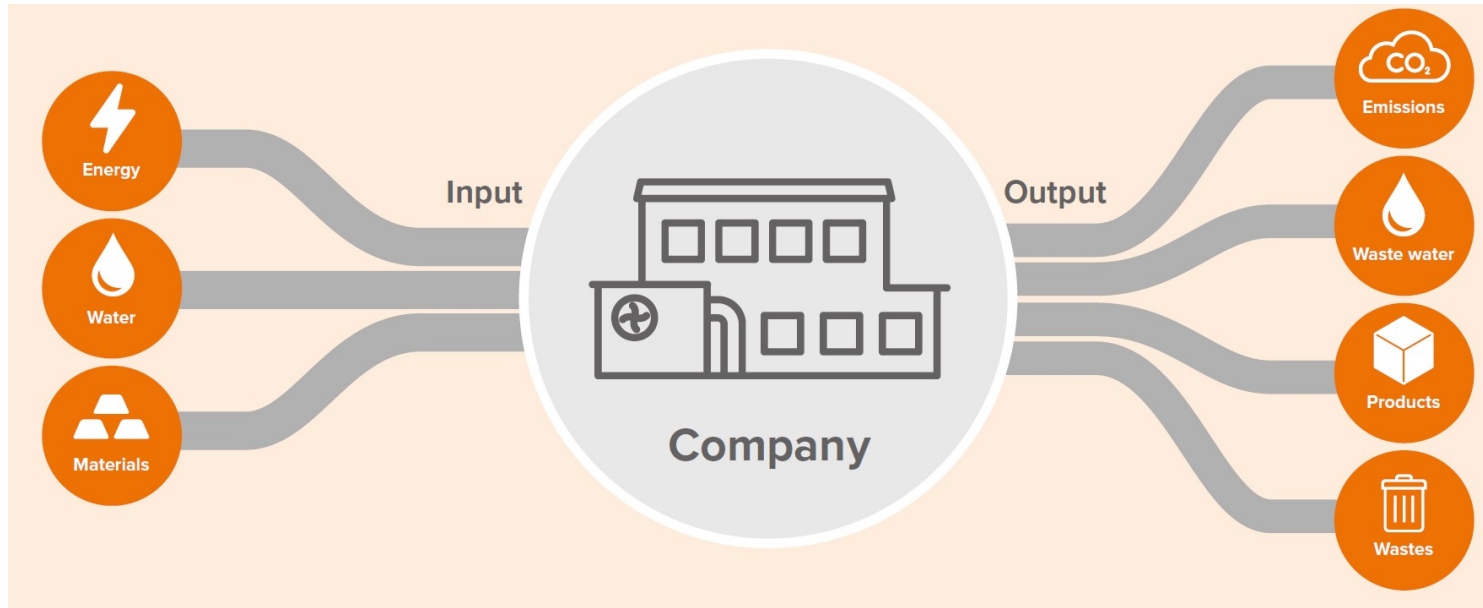 Energy
Water
Materials
Input
Company
Output
CO₂
Emissions
Waste water
Products
Wastes